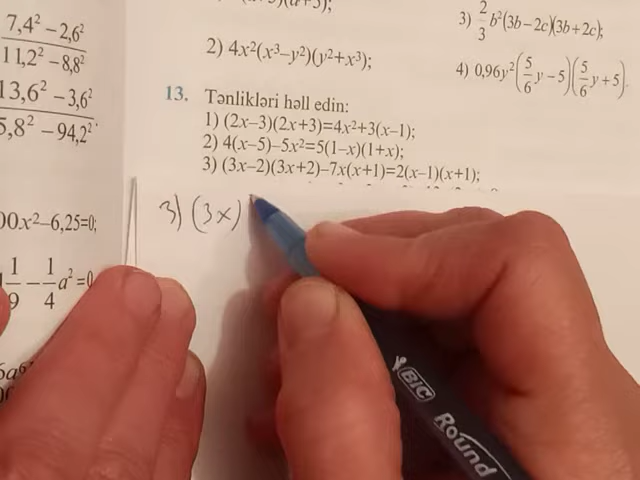 7,4² – 2,6²
11,2² – 8,8²
13,6² – 3,6²
5,8² – 94,2²
00x²–6,25=0;
1/9 – 1/4 a²=0
2) 4x²(x³–y²)(y²+x³);
3) 2/3 b²(3b–2c)(3b+2c);
4) 0,96y²(5/6 y–5)(5/6 y+5).
13. Tənlikləri həll edin:
1) (2x–3)(2x+3)=4x²+3(x–1);
2) 4(x–5)–5x²=5(1–x)(1+x);
3) (3x–2)(3x+2)–7x(x+1)=2(x–1)(x+1);
3) (3x)
BIC Round